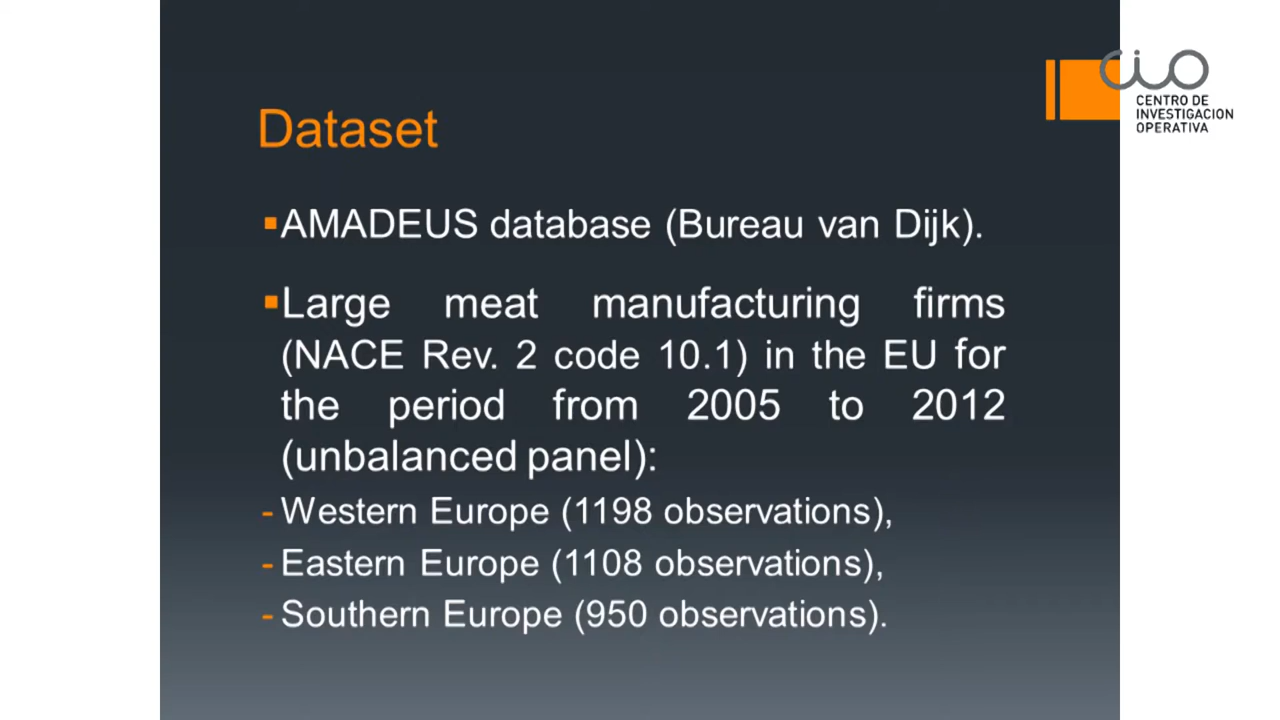 cio
CENTRO DE
INVESTIGACION
OPERATIVA
Dataset
▪AMADEUS database (Bureau van Dijk).
▪Large meat manufacturing firms
(NACE Rev. 2 code 10.1) in the EU for
the period from 2005 to 2012
(unbalanced panel):
- Western Europe (1198 observations),
- Eastern Europe (1108 observations),
- Southern Europe (950 observations).